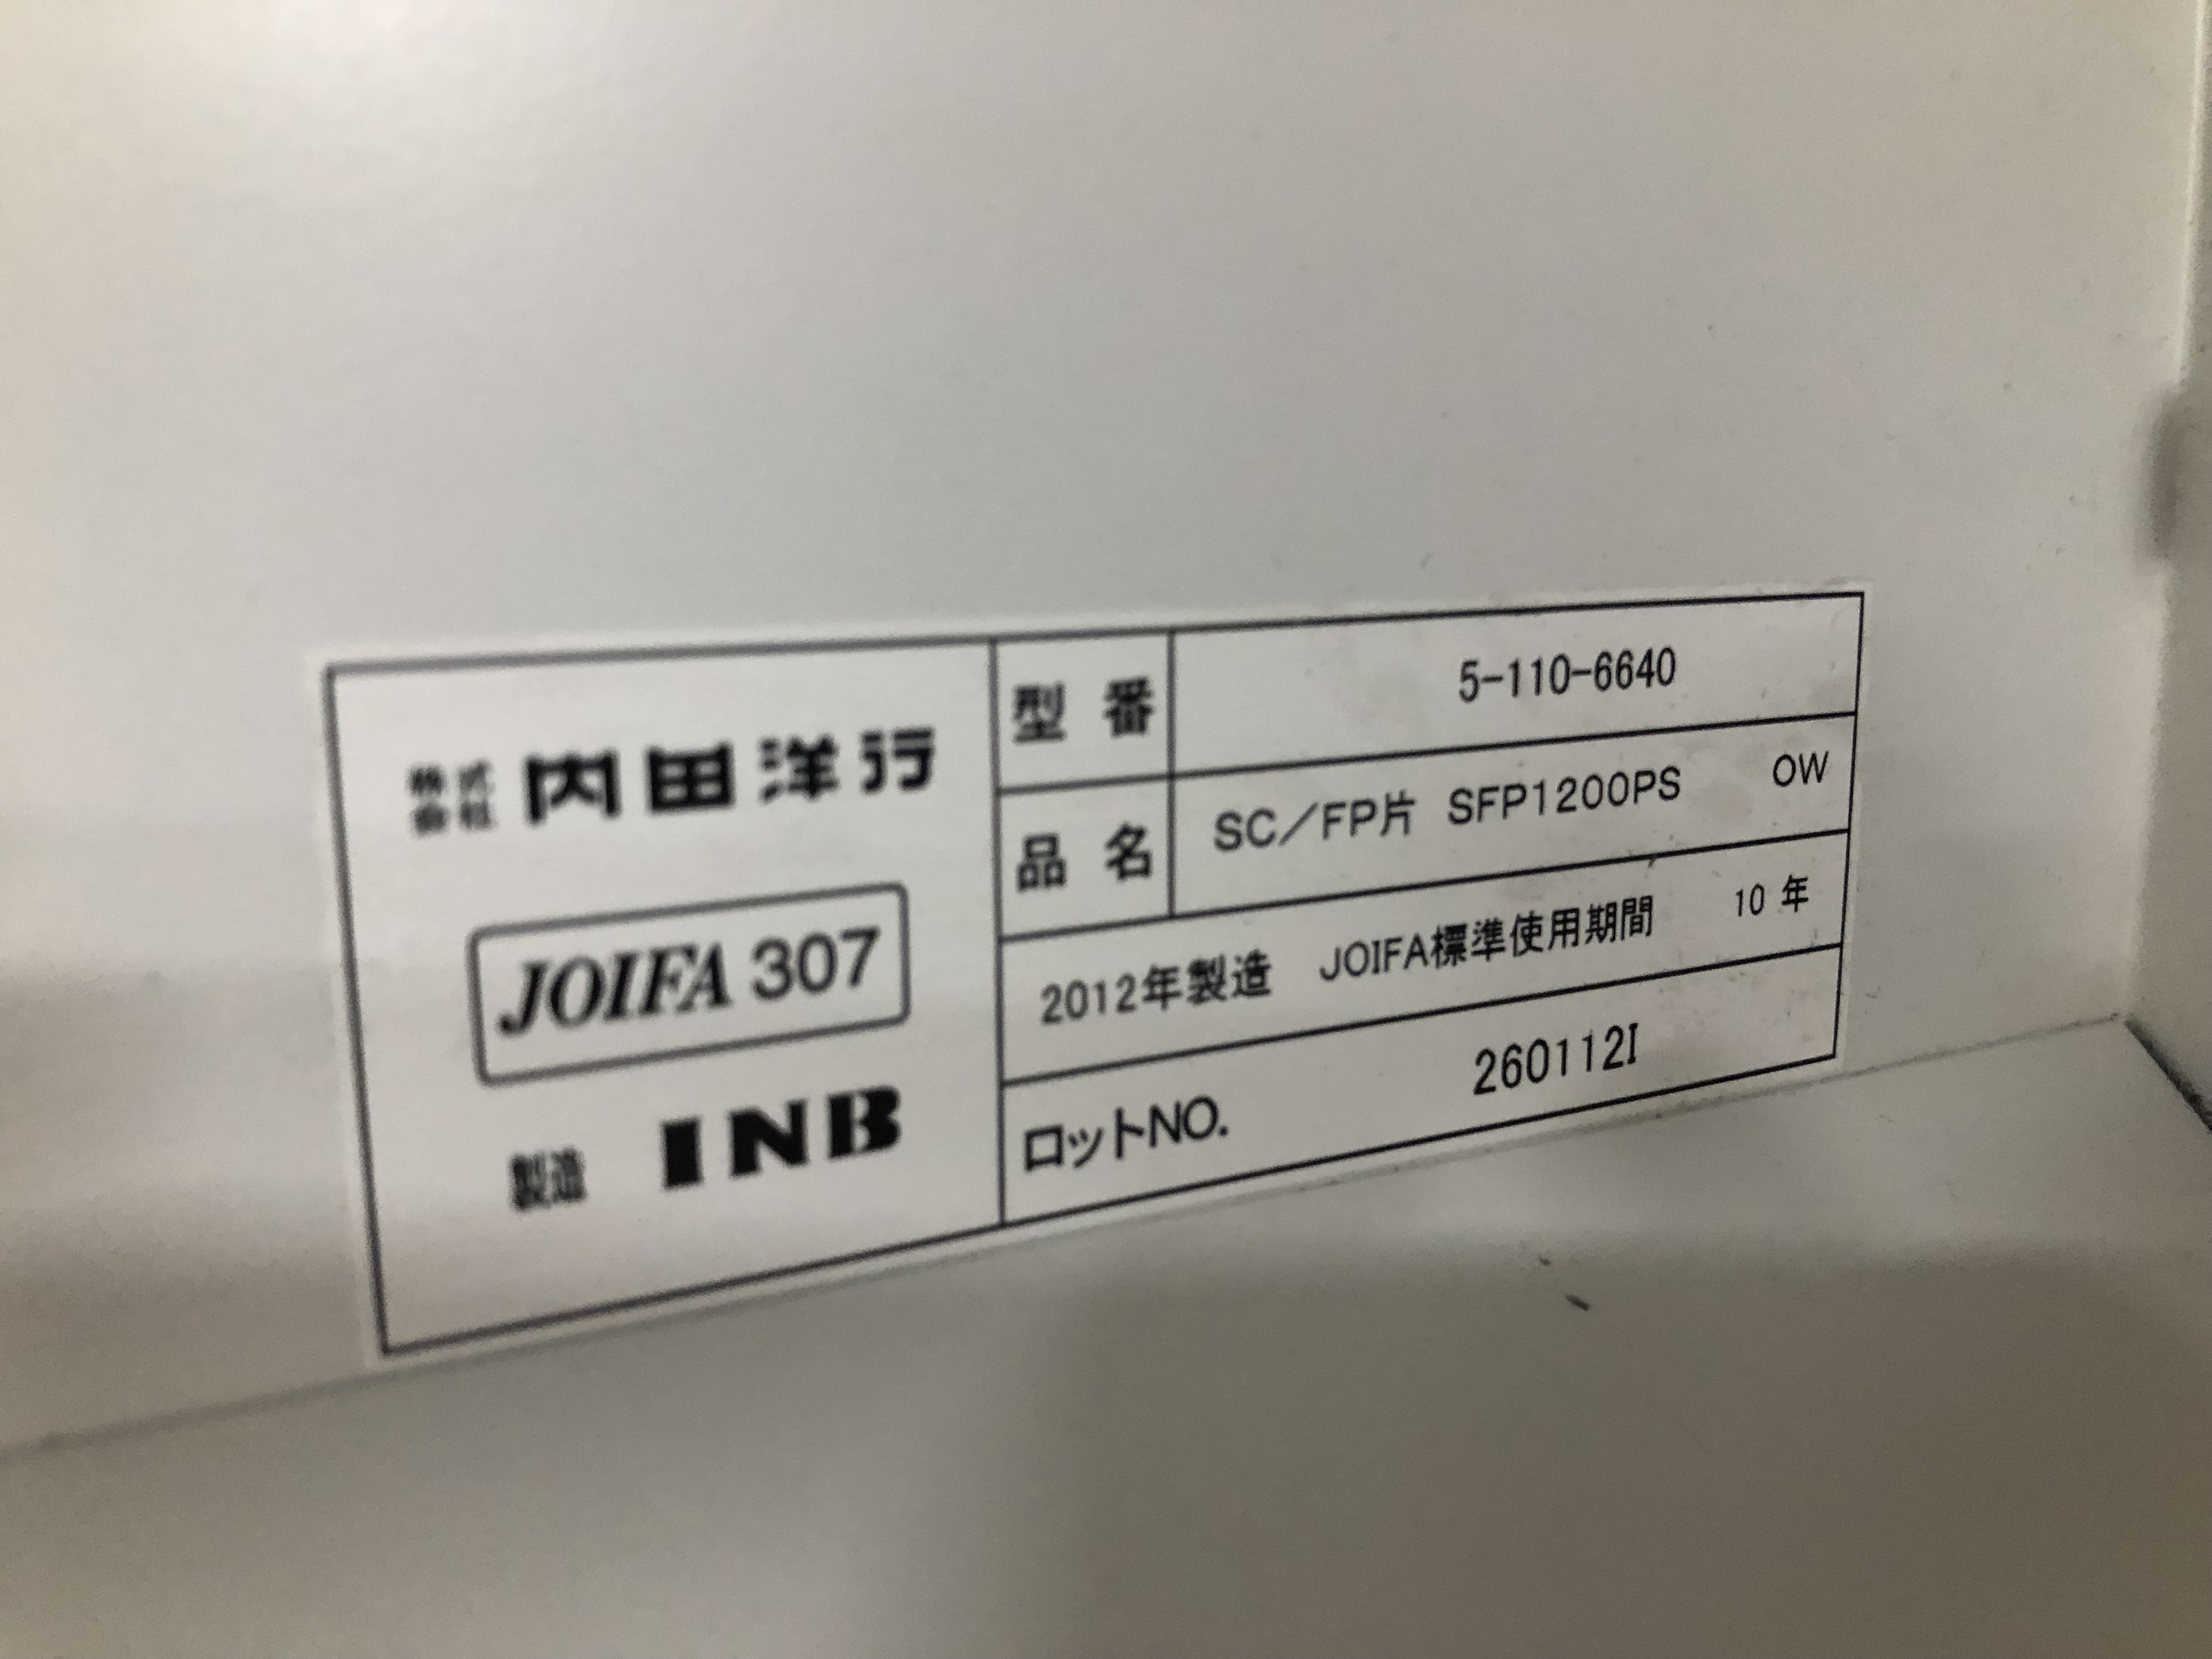 株式会社 内田洋行
JOIFA 307
製造 INB
型番 5-110-6640
品名 SC／FP片 SFP1200PS OW
2012年製造 JOIFA標準使用期間 10年
ロットNO. 260112I